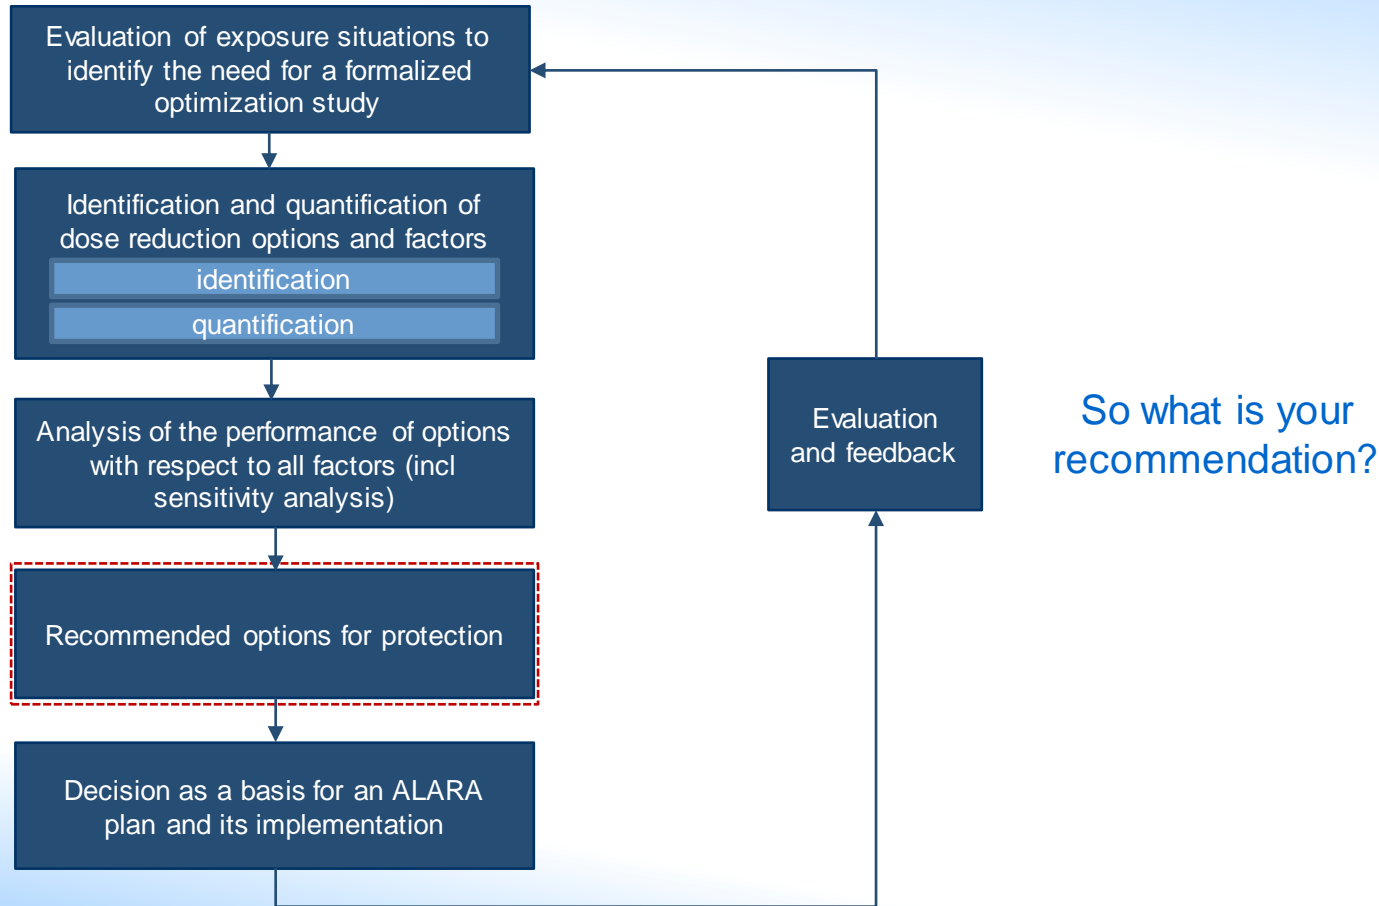 Evaluation of exposure situations to
identify the need for a formalized
optimization study
Identification and quantification of
dose reduction options and factors
identification
quantification
Analysis of the performance of options
with respect to all factors (incl
sensitivity analysis)
Recommended options for protection
Decision as a basis for an ALARA
plan and its implementation
Evaluation
and feedback
So what is your
recommendation?